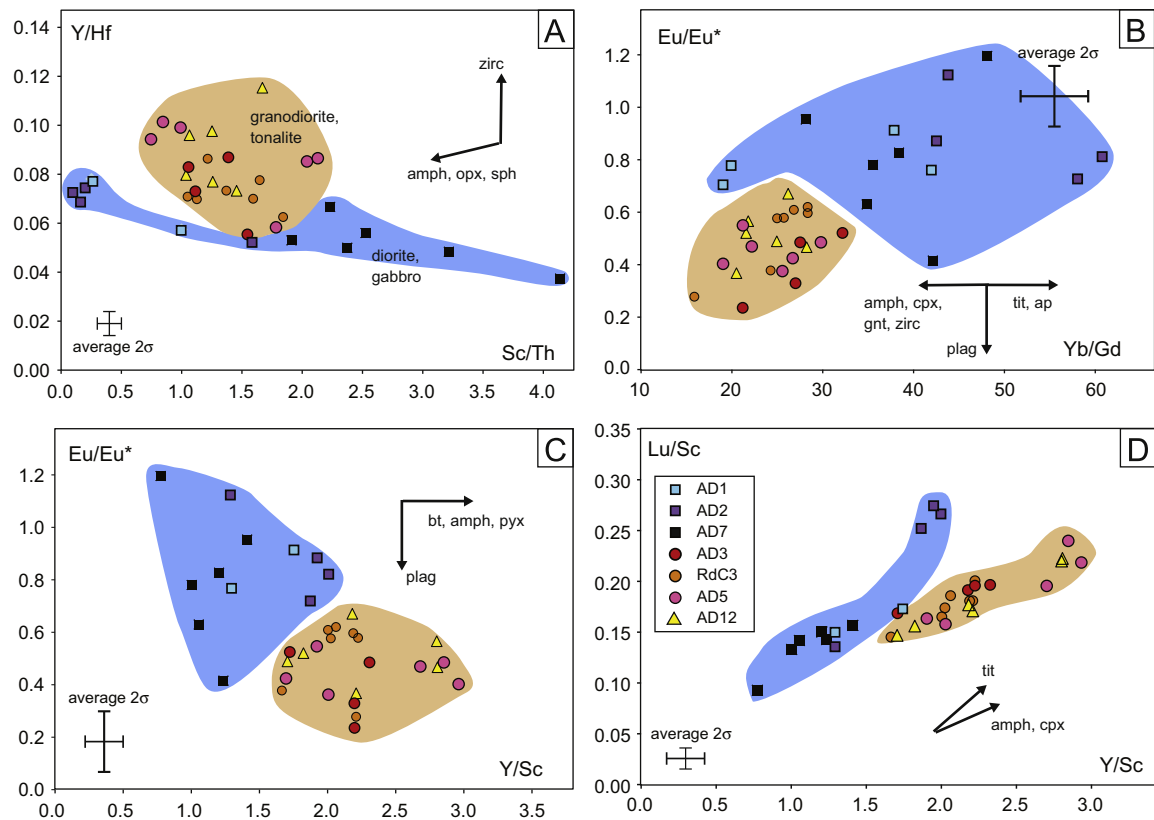 A
Y/Hf
0.14
0.12
0.10
0.08
0.06
0.04
0.02
0.00
zirc
granodiorite,
tonalite
amph, opx, sph
diorite,
gabbro
average 2σ
Sc/Th
0.0 0.5 1.0 1.5 2.0 2.5 3.0 3.5 4.0
B
Eu/Eu*
1.2
1.0
0.8
0.6
0.4
0.2
0.0
average 2σ
amph, cpx,
gnt, zirc
tit, ap
plag
Yb/Gd
10 20 30 40 50 60
C
Eu/Eu*
1.2
1.0
0.8
0.6
0.4
0.2
0.0
bt, amph, pyx
plag
average 2σ
Y/Sc
0.0 0.5 1.0 1.5 2.0 2.5 3.0 3.5
D
Lu/Sc
0.35
0.30
0.25
0.20
0.15
0.10
0.05
0.00
AD1
AD2
AD7
AD3
RdC3
AD5
AD12
tit
amph, cpx
average 2σ
Y/Sc
0.0 0.5 1.0 1.5 2.0 2.5 3.0